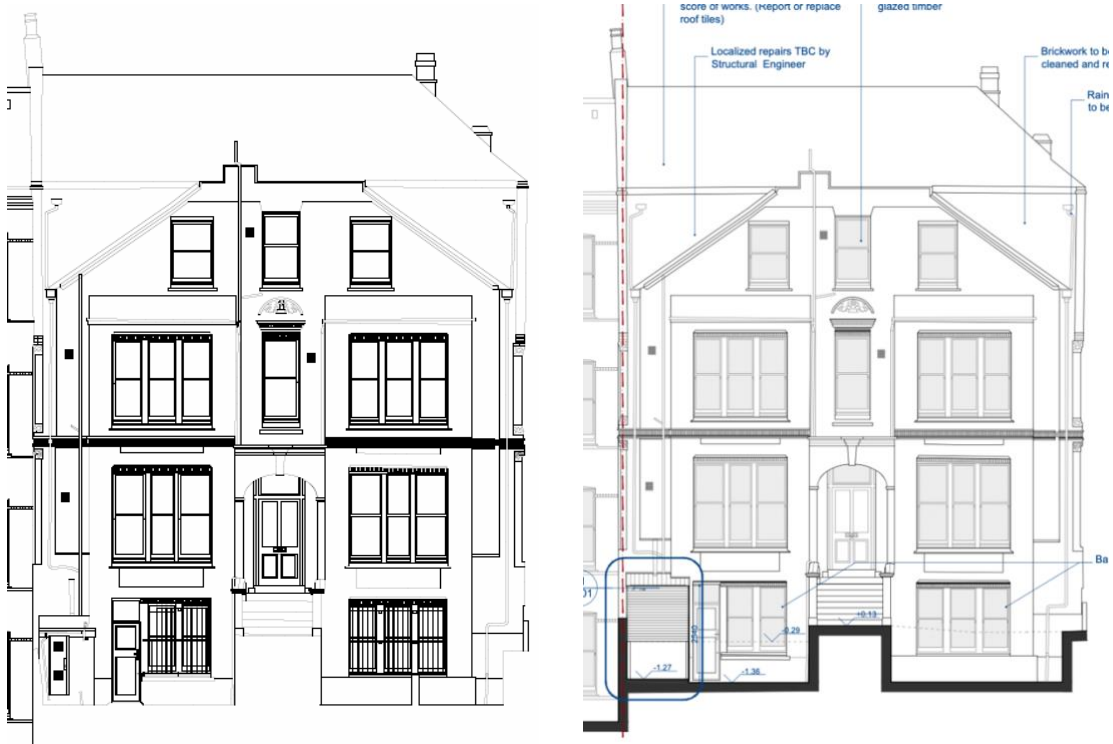 score of works. (Report or replace
roof tiles)
glazed timber
Localized repairs TBC by
Structural Engineer
Brickwork to be
cleaned and re
Rain
to be
Ba
01
+0.13
-0.29
2540
-1.27
-1.36